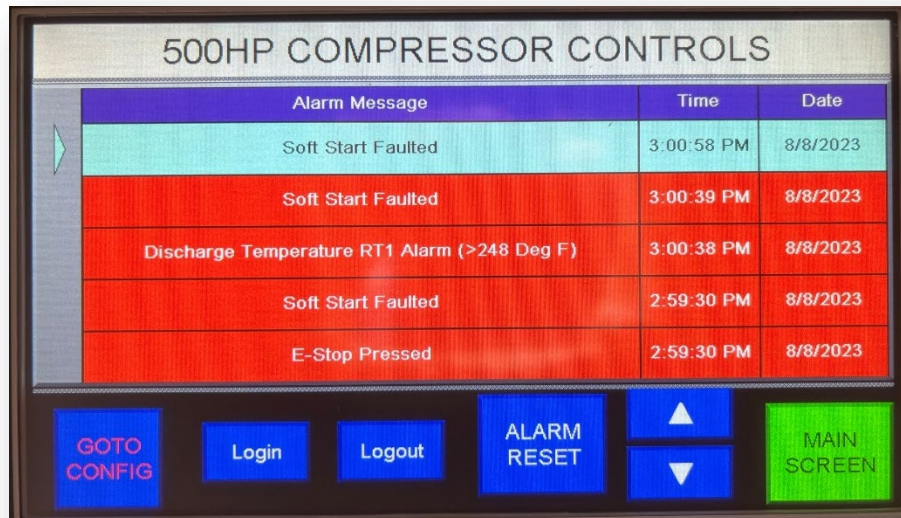 500HP COMPRESSOR CONTROLS
Alarm Message Time Date
Soft Start Faulted 3:00:58 PM 8/8/2023
Soft Start Faulted 3:00:39 PM 8/8/2023
Discharge Temperature RT1 Alarm (>248 Deg F) 3:00:38 PM 8/8/2023
Soft Start Faulted 2:59:30 PM 8/8/2023
E-Stop Pressed 2:59:30 PM 8/8/2023
GOTO
CONFIG
Login
Logout
ALARM
RESET
MAIN
SCREEN